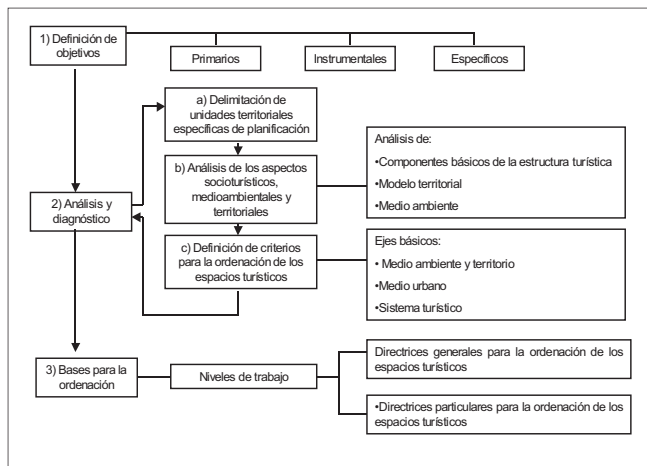 1) Definición de
objetivos
Primarios
Instrumentales
Específicos
a) Delimitación de
unidades territoriales
específicas de planificación
b) Análisis de los aspectos
socioturísticos,
medioambientales y
territoriales
Análisis de:
•Componentes básicos de la estructura turística
•Modelo territorial
•Medio ambiente
2) Análisis y
diagnóstico
c) Definición de criterios
para la ordenación de los
espacios turísticos
Ejes básicos:
• Medio ambiente y territorio
•Medio urbano
•Sistema turístico
3) Bases para la
ordenación
Niveles de trabajo
Directrices generales para la ordenación de los
espacios turísticos
•Directrices particulares para la ordenación de los
espacios turísticos